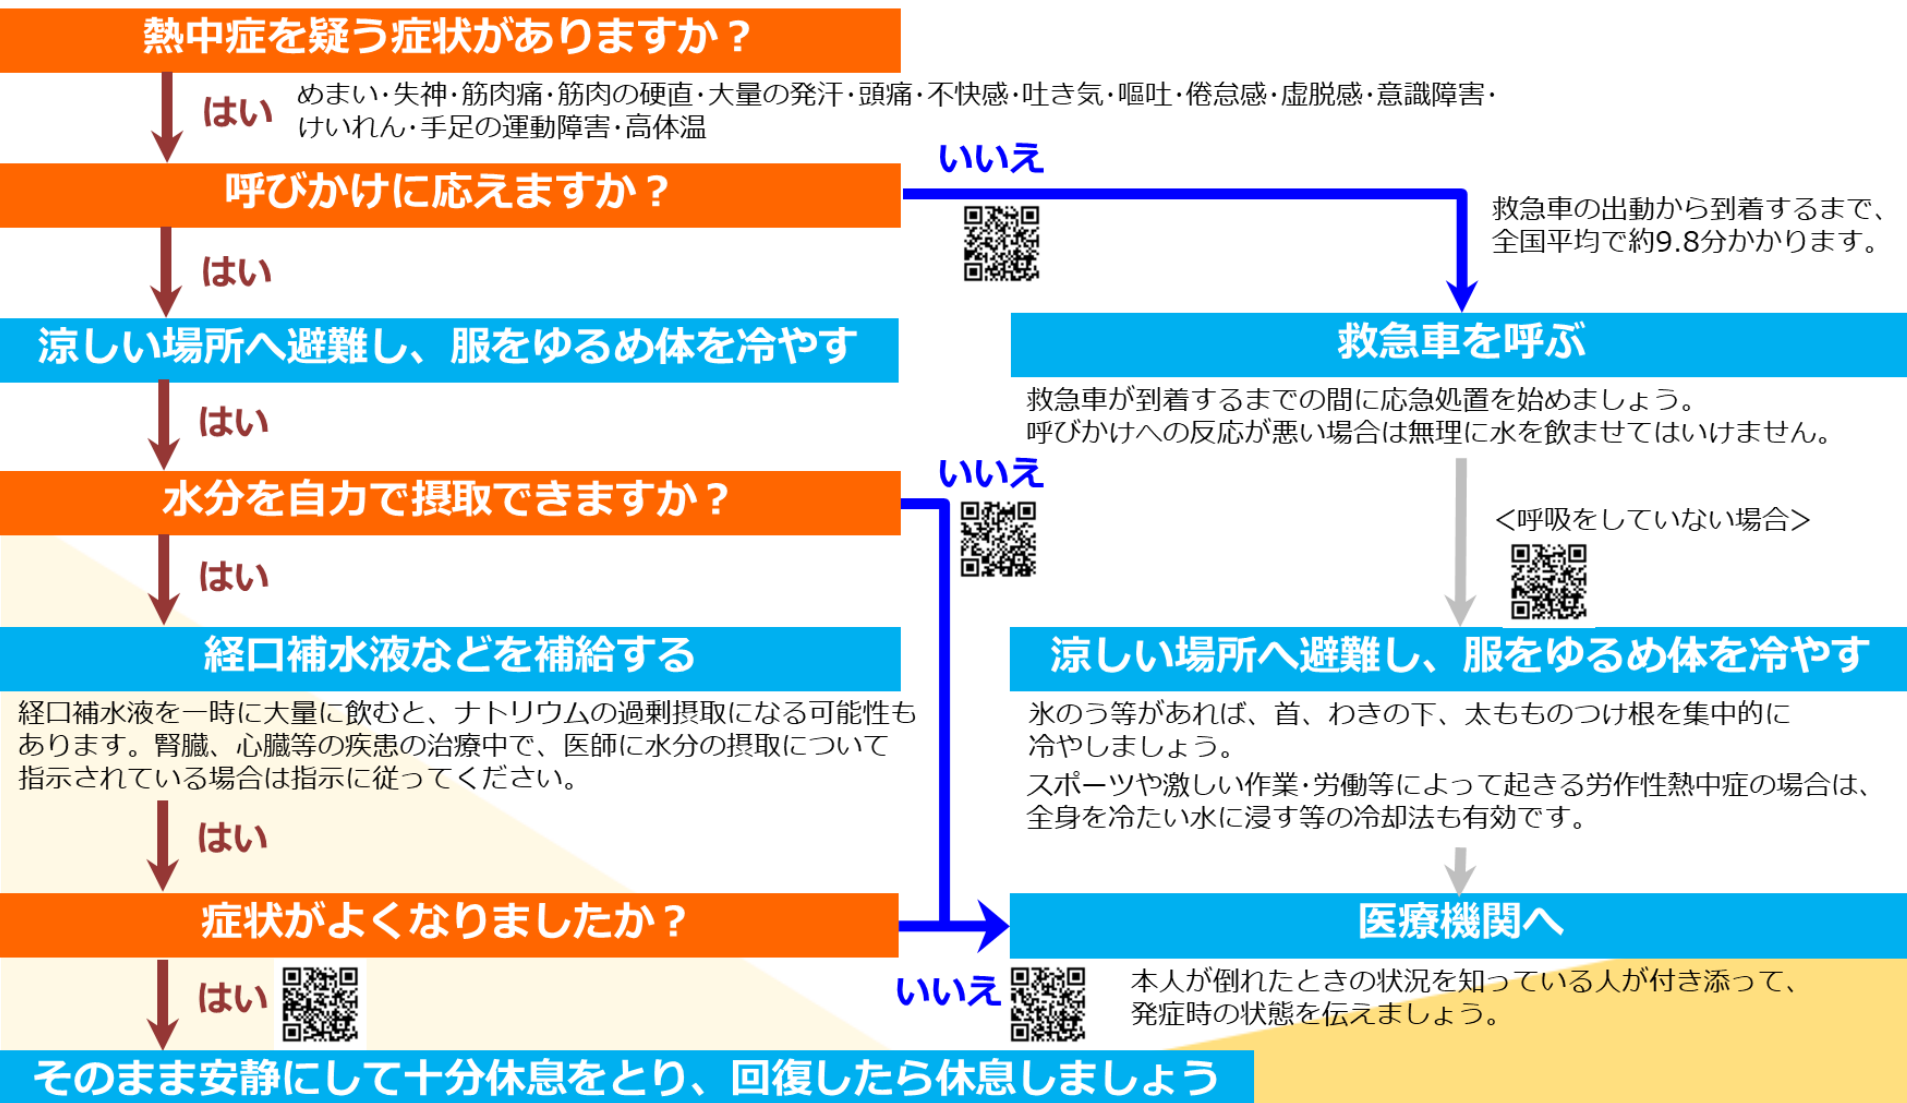 熱中症を疑う症状がありますか？
はい
めまい・失神・筋肉痛・筋肉の硬直・大量の発汗・頭痛・不快感・吐き気・嘔吐・倦怠感・虚脱感・意識障害・
けいれん・手足の運動障害・高体温
呼びかけに応えますか？
いいえ
救急車の出動から到着するまで、
全国平均で約9.8分かかります。
はい
涼しい場所へ避難し、服をゆるめ体を冷やす
救急車を呼ぶ
救急車が到着するまでの間に応急処置を始めましょう。
呼びかけへの反応が悪い場合は無理に水を飲ませてはいけません。
はい
水分を自力で摂取できますか？
いいえ
＜呼吸をしていない場合＞
はい
経口補水液などを補給する
経口補水液を一時に大量に飲むと、ナトリウムの過剰摂取になる可能性も
あります。腎臓、心臓等の疾患の治療中で、医師に水分の摂取について
指示されている場合は指示に従ってください。
涼しい場所へ避難し、服をゆるめ体を冷やす
氷のう等があれば、首、わきの下、太もものつけ根を集中的に
冷やしましょう。
スポーツや激しい作業・労働等によって起きる労作性熱中症の場合は、
全身を冷たい水に浸す等の冷却法も有効です。
はい
症状がよくなりましたか？
いいえ
医療機関へ
本人が倒れたときの状況を知っている人が付き添って、
発症時の状態を伝えましょう。
はい
そのまま安静にして十分休息をとり、回復したら休息しましょう